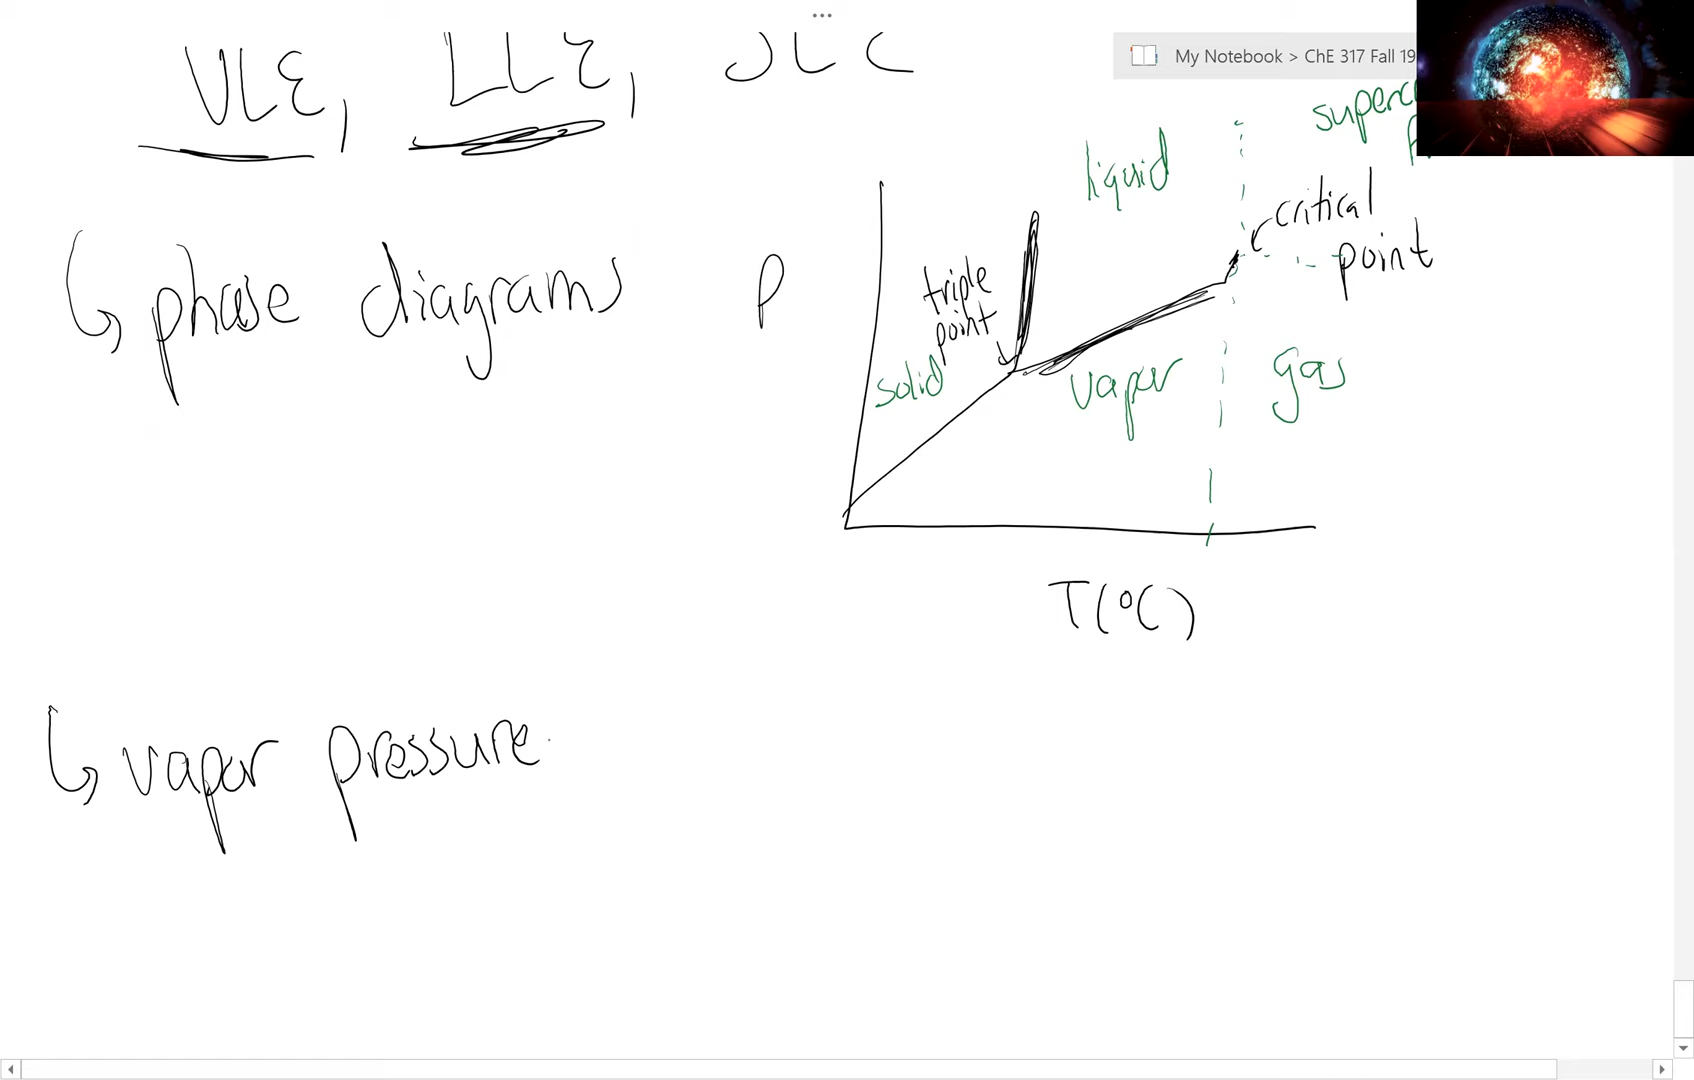 VLE, LLE, SLE
My Notebook > ChE 317 Fall 19
↳ phase diagrams
P
liquid
critical
point
triple
point
solid
vapor
gas
T(°C)
↳ vapor pressure